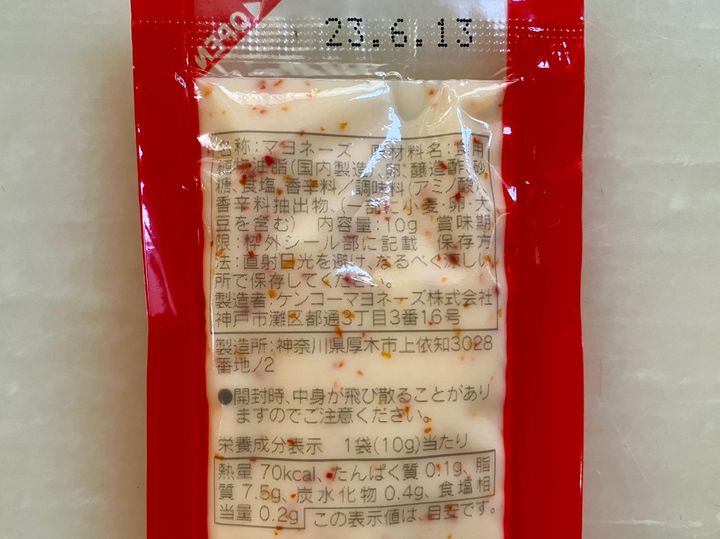 OPEN
23.6.13
名称:マヨネーズ 原材料名:食用
植物油脂(国内製造)、卵、醸造酢、砂
糖、食塩、香辛料/調味料(アミノ酸)、
香辛料抽出物、(一部に小麦・卵・大
豆を含む) 内容量:10g 賞味期
限:枠外シール部に記載 保存方
法:直射日光を避け、なるべく涼しい
所で保存してください。
製造者:ケンコーマヨネーズ株式会社
神戸市灘区都通3丁目3番16号
製造所:神奈川県厚木市上依知3028
番地ノ2
●開封時、中身が飛び散ることがあり
ますのでご注意ください。
栄養成分表示 1袋(10g)当たり
熱量 70kcal、たんぱく質 0.1g、脂
質 7.5g、炭水化物 0.4g、食塩相
当量 0.2g この表示値は、目安です。